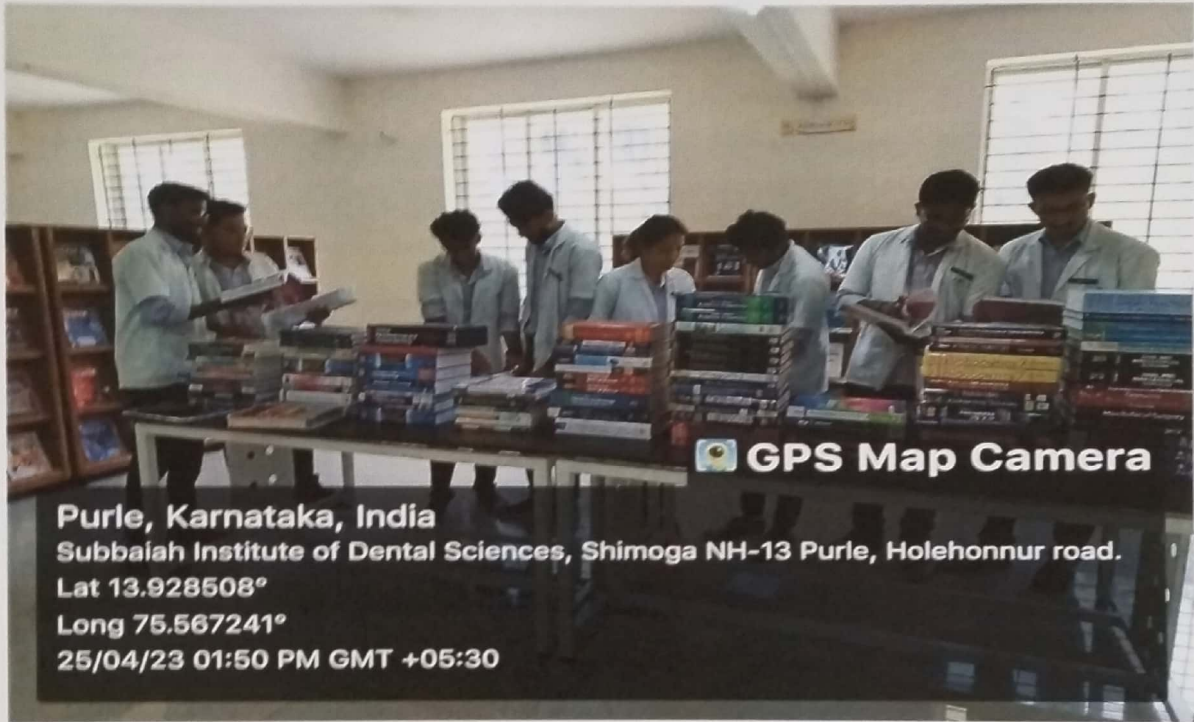 GPS Map Camera
Purle, Karnataka, India
Subbaiah Institute of Dental Sciences, Shimoga NH-13 Purle, Holehonnur road.
Lat 13.928508°
Long 75.567241°
25/04/23 01:50 PM GMT +05:30